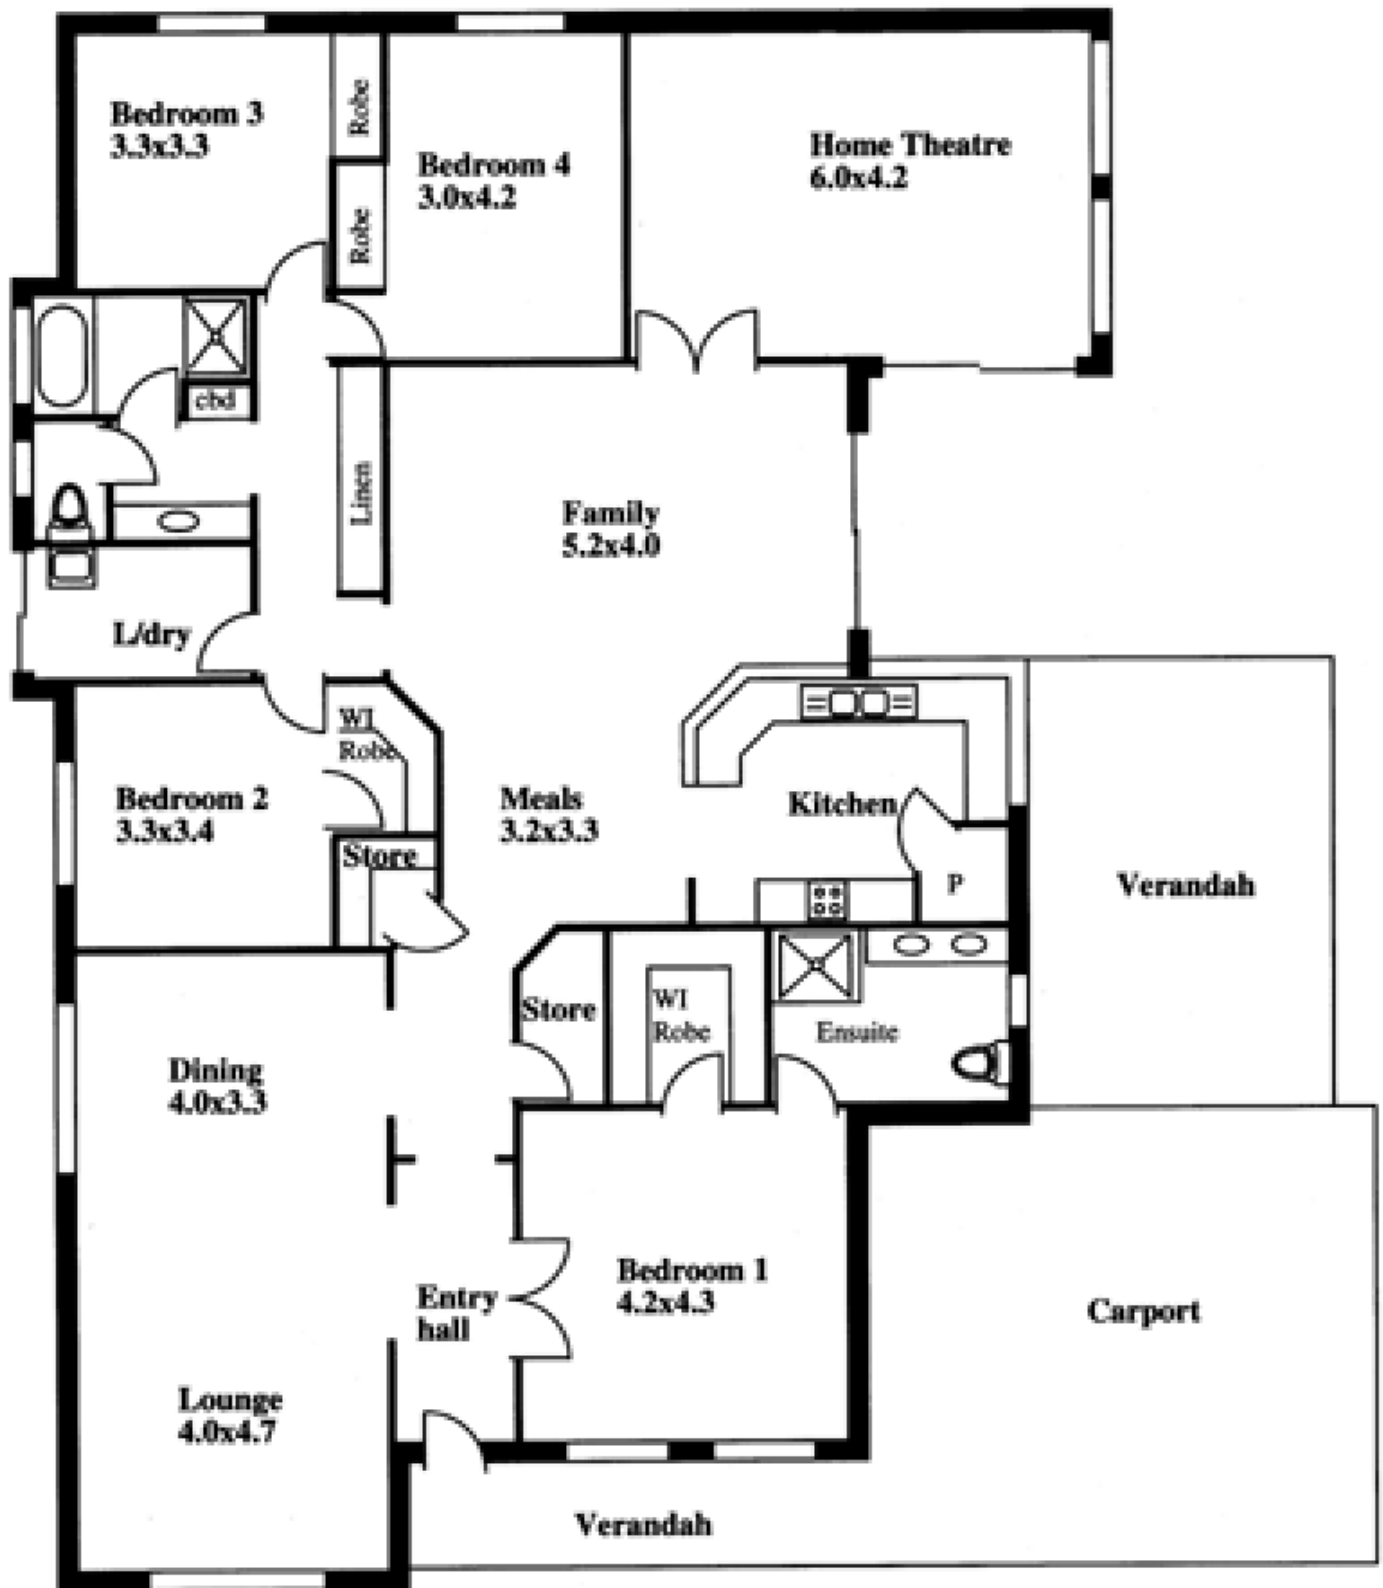 Bedroom 3
3.3x3.3
Robe
Robe
Bedroom 4
3.0x4.2
Home Theatre
6.0x4.2
cbd
Linen
Family
5.2x4.0
L/dry
WI
Robe
Bedroom 2
3.3x3.4
Store
Meals
3.2x3.3
Kitchen
P
Verandah
Store
WI
Robe
Ensuite
Dining
4.0x3.3
Entry
hall
Bedroom 1
4.2x4.3
Carport
Lounge
4.0x4.7
Verandah